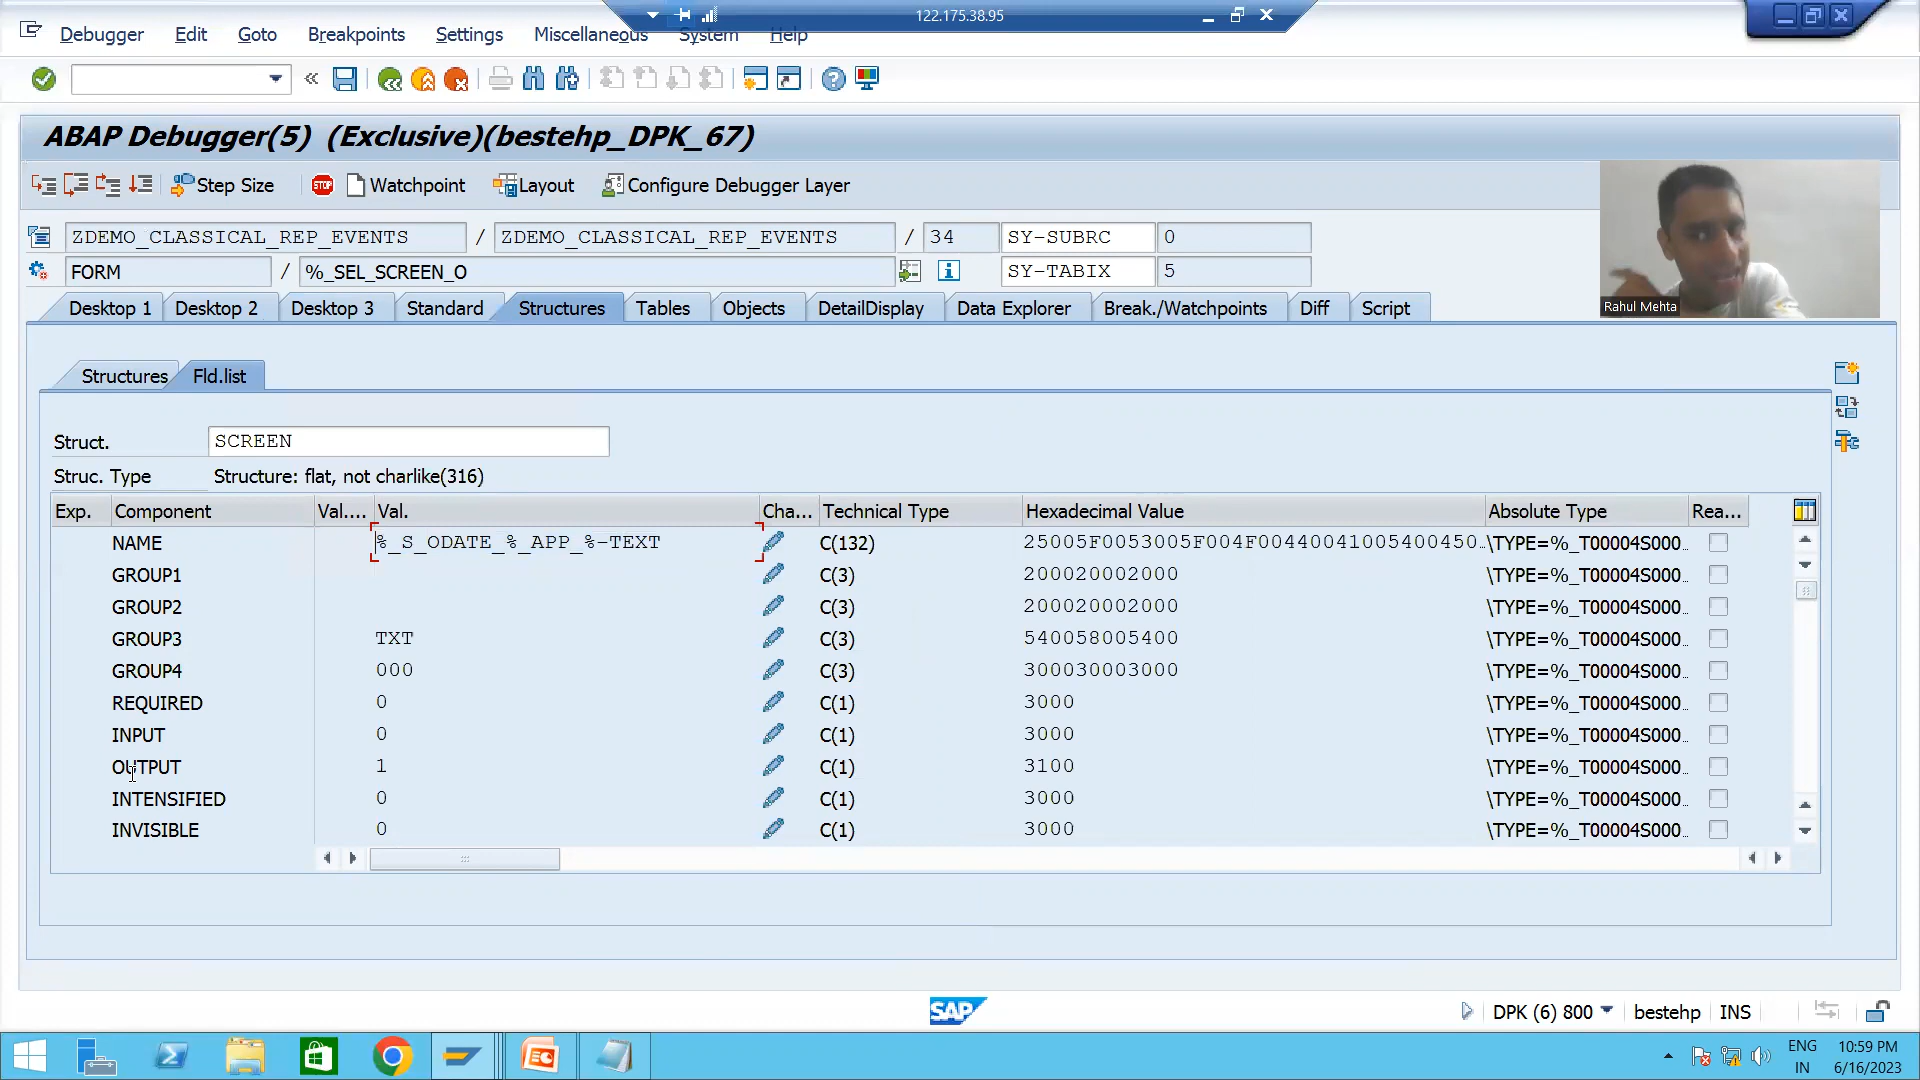 122.175.38.95
Debugger Edit Goto Breakpoints Settings Miscellaneous System Help
ABAP Debugger(5) (Exclusive)(bestehp_DPK_67)
Step Size STOP Watchpoint Layout Configure Debugger Layer
ZDEMO_CLASSICAL_REP_EVENTS / ZDEMO_CLASSICAL_REP_EVENTS / 34 SY-SUBRC 0
FORM / %_SEL_SCREEN_O SY-TABIX 5
Rahul Mehta
Desktop 1 Desktop 2 Desktop 3 Standard Structures Tables Objects DetailDisplay Data Explorer Break./Watchpoints Diff Script
Structures Fld.list
Struct. SCREEN
Struc. Type Structure: flat, not charlike(316)
Exp. Component Val.... Val. Cha... Technical Type Hexadecimal Value Absolute Type Rea...
NAME %_S_ODATE_%_APP_%-TEXT C(132) 25005F0053005F004F00440041005400450... \TYPE=%_T00004S000...
GROUP1 C(3) 200020002000 \TYPE=%_T00004S000...
GROUP2 C(3) 200020002000 \TYPE=%_T00004S000...
GROUP3 TXT C(3) 540058005400 \TYPE=%_T00004S000...
GROUP4 000 C(3) 300030003000 \TYPE=%_T00004S000...
REQUIRED 0 C(1) 3000 \TYPE=%_T00004S000...
INPUT 0 C(1) 3000 \TYPE=%_T00004S000...
OUTPUT 1 C(1) 3100 \TYPE=%_T00004S000...
INTENSIFIED 0 C(1) 3000 \TYPE=%_T00004S000...
INVISIBLE 0 C(1) 3000 \TYPE=%_T00004S000...
SAP DPK (6) 800 bestehp INS
ENG 10:59 PM
IN 6/16/2023